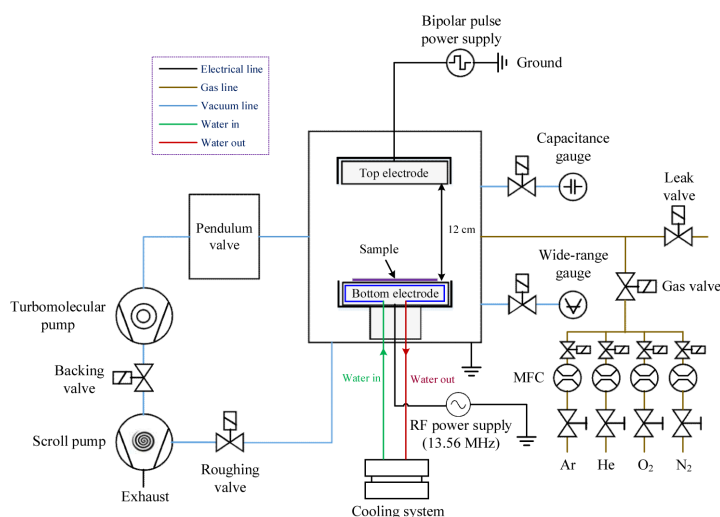 Bipolar pulse
power supply
Ground
Electrical line
Gas line
Vacuum line
Water in
Water out
Capacitance
gauge
Top electrode
Leak
valve
Pendulum
valve
12 cm
Sample
Wide-range
gauge
Bottom electrode
Gas valve
Turbomolecular
pump
Backing
valve
Water in
Water out
MFC
RF power supply
(13.56 MHz)
Scroll pump
Roughing
valve
Exhaust
Ar
He
O₂
N₂
Cooling system